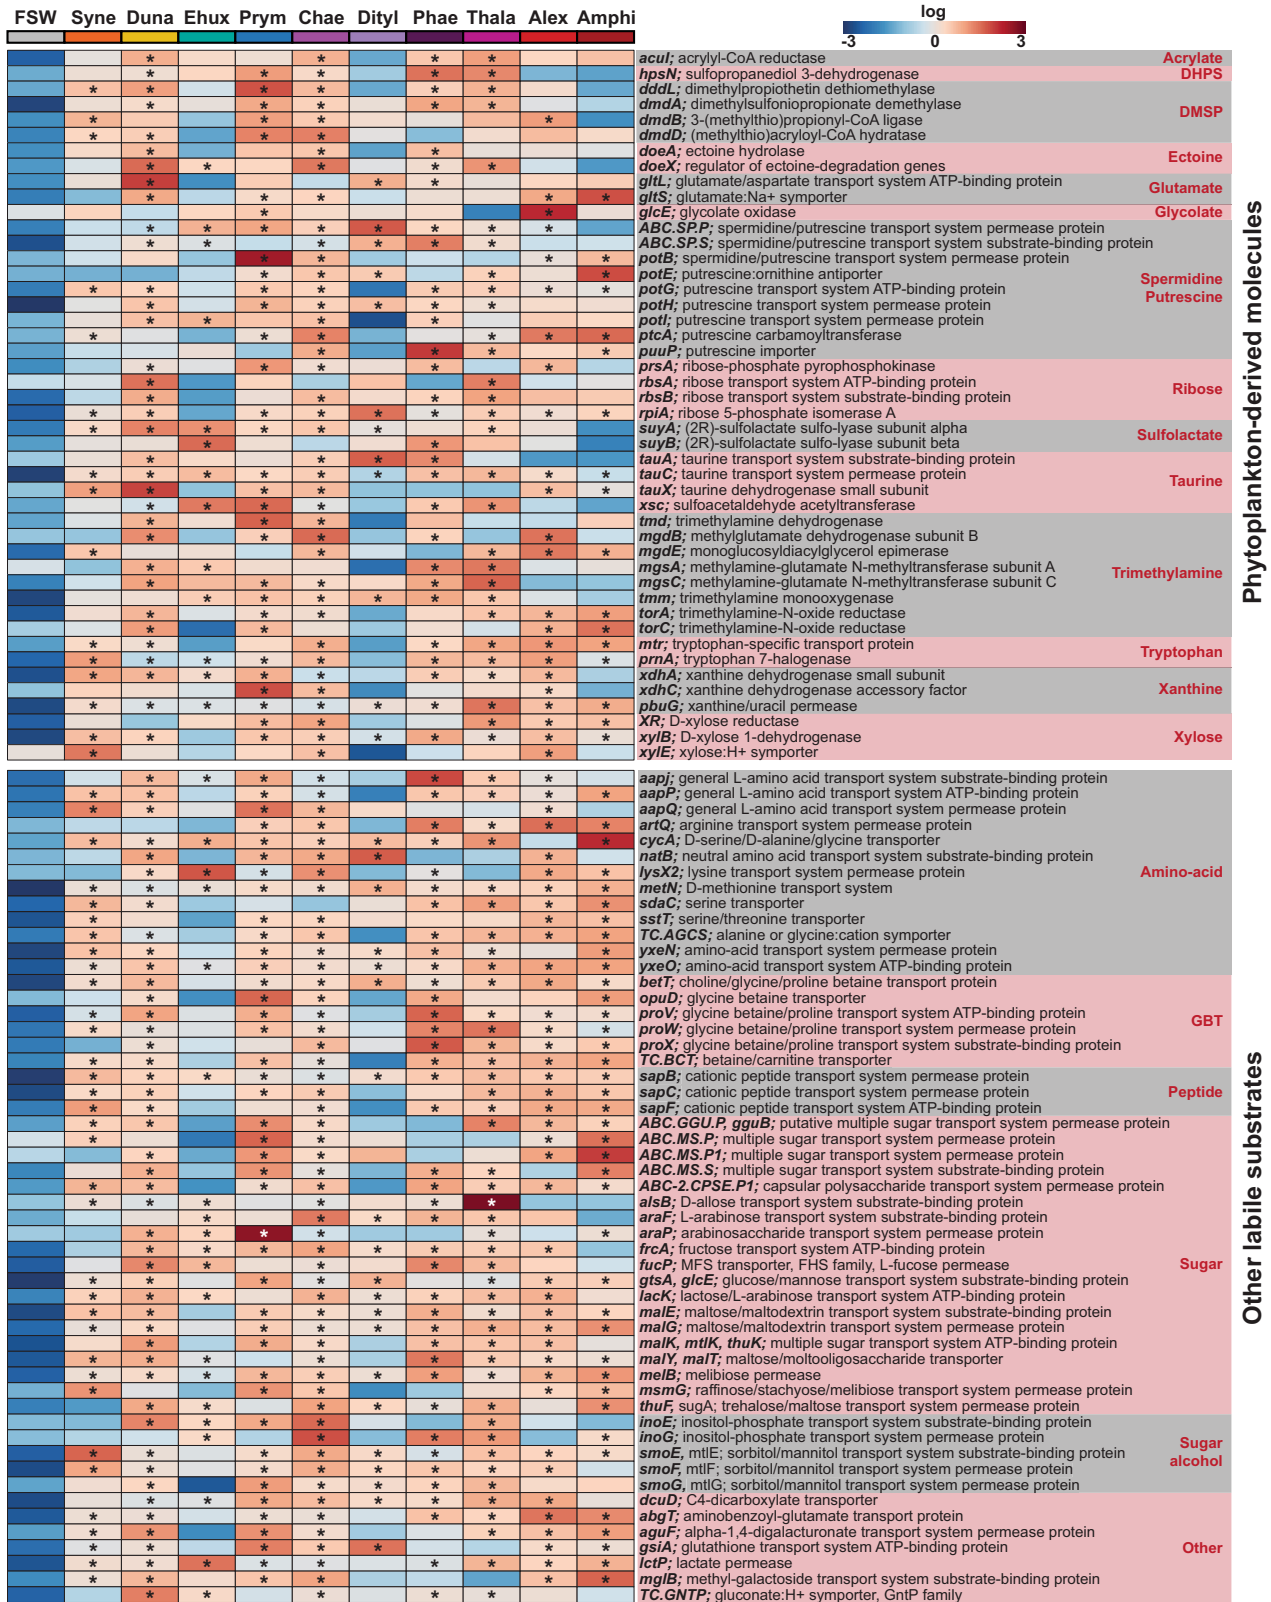 FSW Syne Duna Ehux Prym Chae Dityl Phae Thala Alex Amphi
log
-3 0 3
acuI; acrylyl-CoA reductase
Acrylate
hpsN; sulfopropanediol 3-dehydrogenase
DHPS
dddL; dimethylpropiothetin dethiomethylase
dmdA; dimethylsulfoniopropionate demethylase
dmdB; 3-(methylthio)propionyl-CoA ligase
dmdD; (methylthio)acryloyl-CoA hydratase
DMSP
doeA; ectoine hydrolase
doeX; regulator of ectoine-degradation genes
Ectoine
gltL; glutamate/aspartate transport system ATP-binding protein
gltS; glutamate:Na+ symporter
Glutamate
glcE; glycolate oxidase
Glycolate
ABC.SP.P; spermidine/putrescine transport system permease protein
ABC.SP.S; spermidine/putrescine transport system substrate-binding protein
potB; spermidine/putrescine transport system permease protein
potE; putrescine:ornithine antiporter
potG; putrescine transport system ATP-binding protein
potH; putrescine transport system permease protein
potI; putrescine transport system permease protein
ptcA; putrescine carbamoyltransferase
puuP; putrescine importer
Spermidine
Putrescine
prsA; ribose-phosphate pyrophosphokinase
rbsA; ribose transport system ATP-binding protein
rbsB; ribose transport system substrate-binding protein
rpiA; ribose 5-phosphate isomerase A
Ribose
suyA; (2R)-sulfolactate sulfo-lyase subunit alpha
suyB; (2R)-sulfolactate sulfo-lyase subunit beta
Sulfolactate
tauA; taurine transport system substrate-binding protein
tauC; taurine transport system permease protein
tauX; taurine dehydrogenase small subunit
xsc; sulfoacetaldehyde acetyltransferase
Taurine
tmd; trimethylamine dehydrogenase
mgdB; methylglutamate dehydrogenase subunit B
mgdE; monoglucosyldiacylglycerol epimerase
mgsA; methylamine-glutamate N-methyltransferase subunit A
mgsC; methylamine-glutamate N-methyltransferase subunit C
tmm; trimethylamine monooxygenase
torA; trimethylamine-N-oxide reductase
torC; trimethylamine-N-oxide reductase
Trimethylamine
mtr; tryptophan-specific transport protein
prnA; tryptophan 7-halogenase
Tryptophan
xdhA; xanthine dehydrogenase small subunit
xdhC; xanthine dehydrogenase accessory factor
pbuG; xanthine/uracil permease
Xanthine
XR; D-xylose reductase
xylB; D-xylose 1-dehydrogenase
xylE; xylose:H+ symporter
Xylose
Phytoplankton-derived molecules
aapj; general L-amino acid transport system substrate-binding protein
aapP; general L-amino acid transport system ATP-binding protein
aapQ; general L-amino acid transport system permease protein
artQ; arginine transport system permease protein
cycA; D-serine/D-alanine/glycine transporter
natB; neutral amino acid transport system substrate-binding protein
lysX2; lysine transport system permease protein
metN; D-methionine transport system
sdaC; serine transporter
sstT; serine/threonine transporter
TC.AGCS; alanine or glycine:cation symporter
yxeN; amino-acid transport system permease protein
yxeO; amino-acid transport system ATP-binding protein
Amino-acid
betT; choline/glycine/proline betaine transport protein
opuD; glycine betaine transporter
proV; glycine betaine/proline transport system ATP-binding protein
proW; glycine betaine/proline transport system permease protein
proX; glycine betaine/proline transport system substrate-binding protein
TC.BCT; betaine/carnitine transporter
GBT
sapB; cationic peptide transport system permease protein
sapC; cationic peptide transport system permease protein
sapF; cationic peptide transport system ATP-binding protein
Peptide
ABC.GGU.P, gguB; putative multiple sugar transport system permease protein
ABC.MS.P; multiple sugar transport system permease protein
ABC.MS.P1; multiple sugar transport system permease protein
ABC.MS.S; multiple sugar transport system substrate-binding protein
ABC-2.CPSE.P1; capsular polysaccharide transport system permease protein
alsB; D-allose transport system substrate-binding protein
araF; L-arabinose transport system substrate-binding protein
araP; arabinosaccharide transport system permease protein
frcA; fructose transport system ATP-binding protein
fucP; MFS transporter, FHS family, L-fucose permease
gtsA, glcE; glucose/mannose transport system substrate-binding protein
lacK; lactose/L-arabinose transport system ATP-binding protein
malE; maltose/maltodextrin transport system substrate-binding protein
malG; maltose/maltodextrin transport system permease protein
malK, mtlK, thuK; multiple sugar transport system ATP-binding protein
malY, malT; maltose/moltooligosaccharide transporter
melB; melibiose permease
msmG; raffinose/stachyose/melibiose transport system permease protein
thuF, sugA; trehalose/maltose transport system permease protein
Sugar
inoE; inositol-phosphate transport system substrate-binding protein
inoG; inositol-phosphate transport system permease protein
smoE, mtlE; sorbitol/mannitol transport system substrate-binding protein
smoF, mtlF; sorbitol/mannitol transport system permease protein
smoG, mtlG; sorbitol/mannitol transport system permease protein
Sugar
alcohol
dcuD; C4-dicarboxylate transporter
abgT; aminobenzoyl-glutamate transport protein
aguF; alpha-1,4-digalacturonate transport system permease protein
gsiA; glutathione transport system ATP-binding protein
lctP; lactate permease
mglB; methyl-galactoside transport system substrate-binding protein
TC.GNTP; gluconate:H+ symporter, GntP family
Other
Other labile substrates